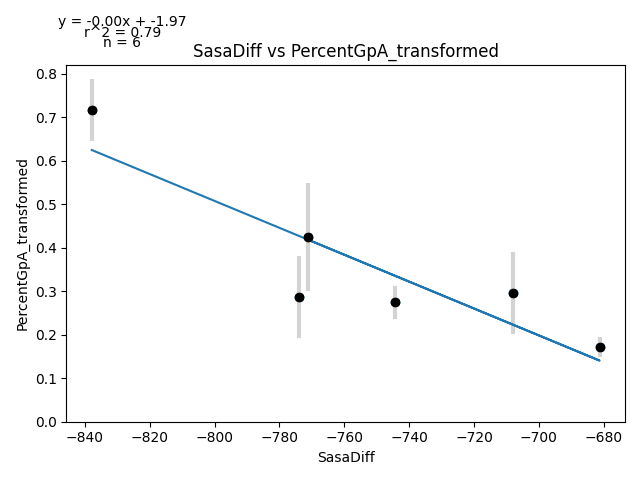 y = -0.00x + -1.97
r^2 = 0.79
n = 6
SasaDiff vs PercentGpA_transformed
0.8
0.7
0.6
0.5
0.4
0.3
0.2
0.1
0.0
PercentGpA_transformed
−840 −820 −800 −780 −760 −740 −720 −700 −680
SasaDiff